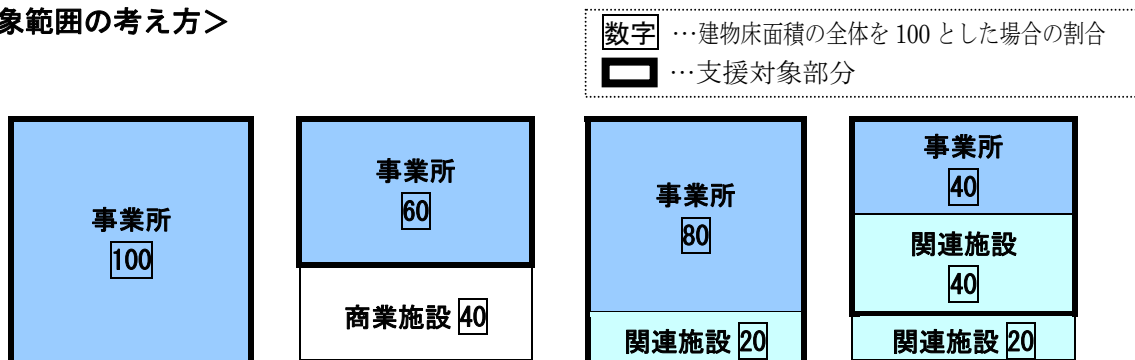 象範囲の考え方>
数字 …建物床面積の全体を 100 とした場合の割合
…支援対象部分
事業所
100
事業所
60
商業施設 40
事業所
80
関連施設 20
事業所
40
関連施設
40
関連施設 20